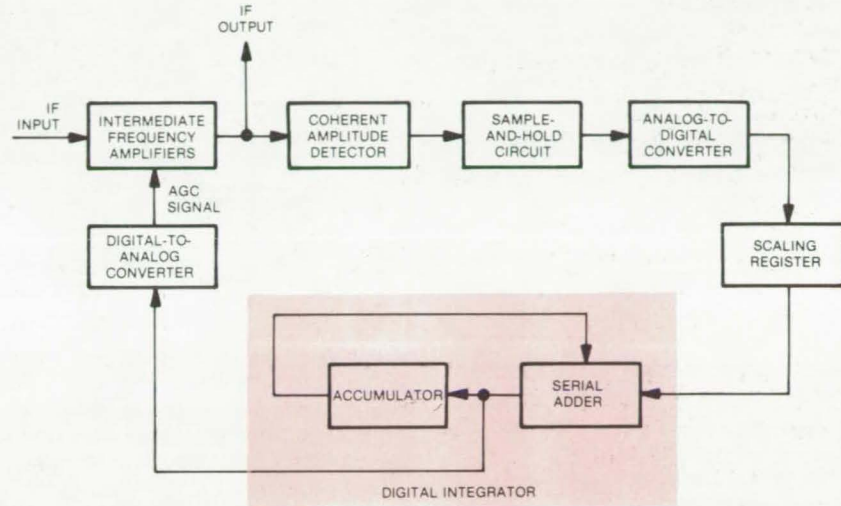 IF
OUTPUT
IF
INPUT
INTERMEDIATE
FREQUENCY
AMPLIFIERS
COHERENT
AMPLITUDE
DETECTOR
SAMPLE-
AND-HOLD
CIRCUIT
ANALOG-TO-
DIGITAL
CONVERTER
AGC
SIGNAL
DIGITAL-TO-
ANALOG
CONVERTER
SCALING
REGISTER
ACCUMULATOR
SERIAL
ADDER
DIGITAL INTEGRATOR